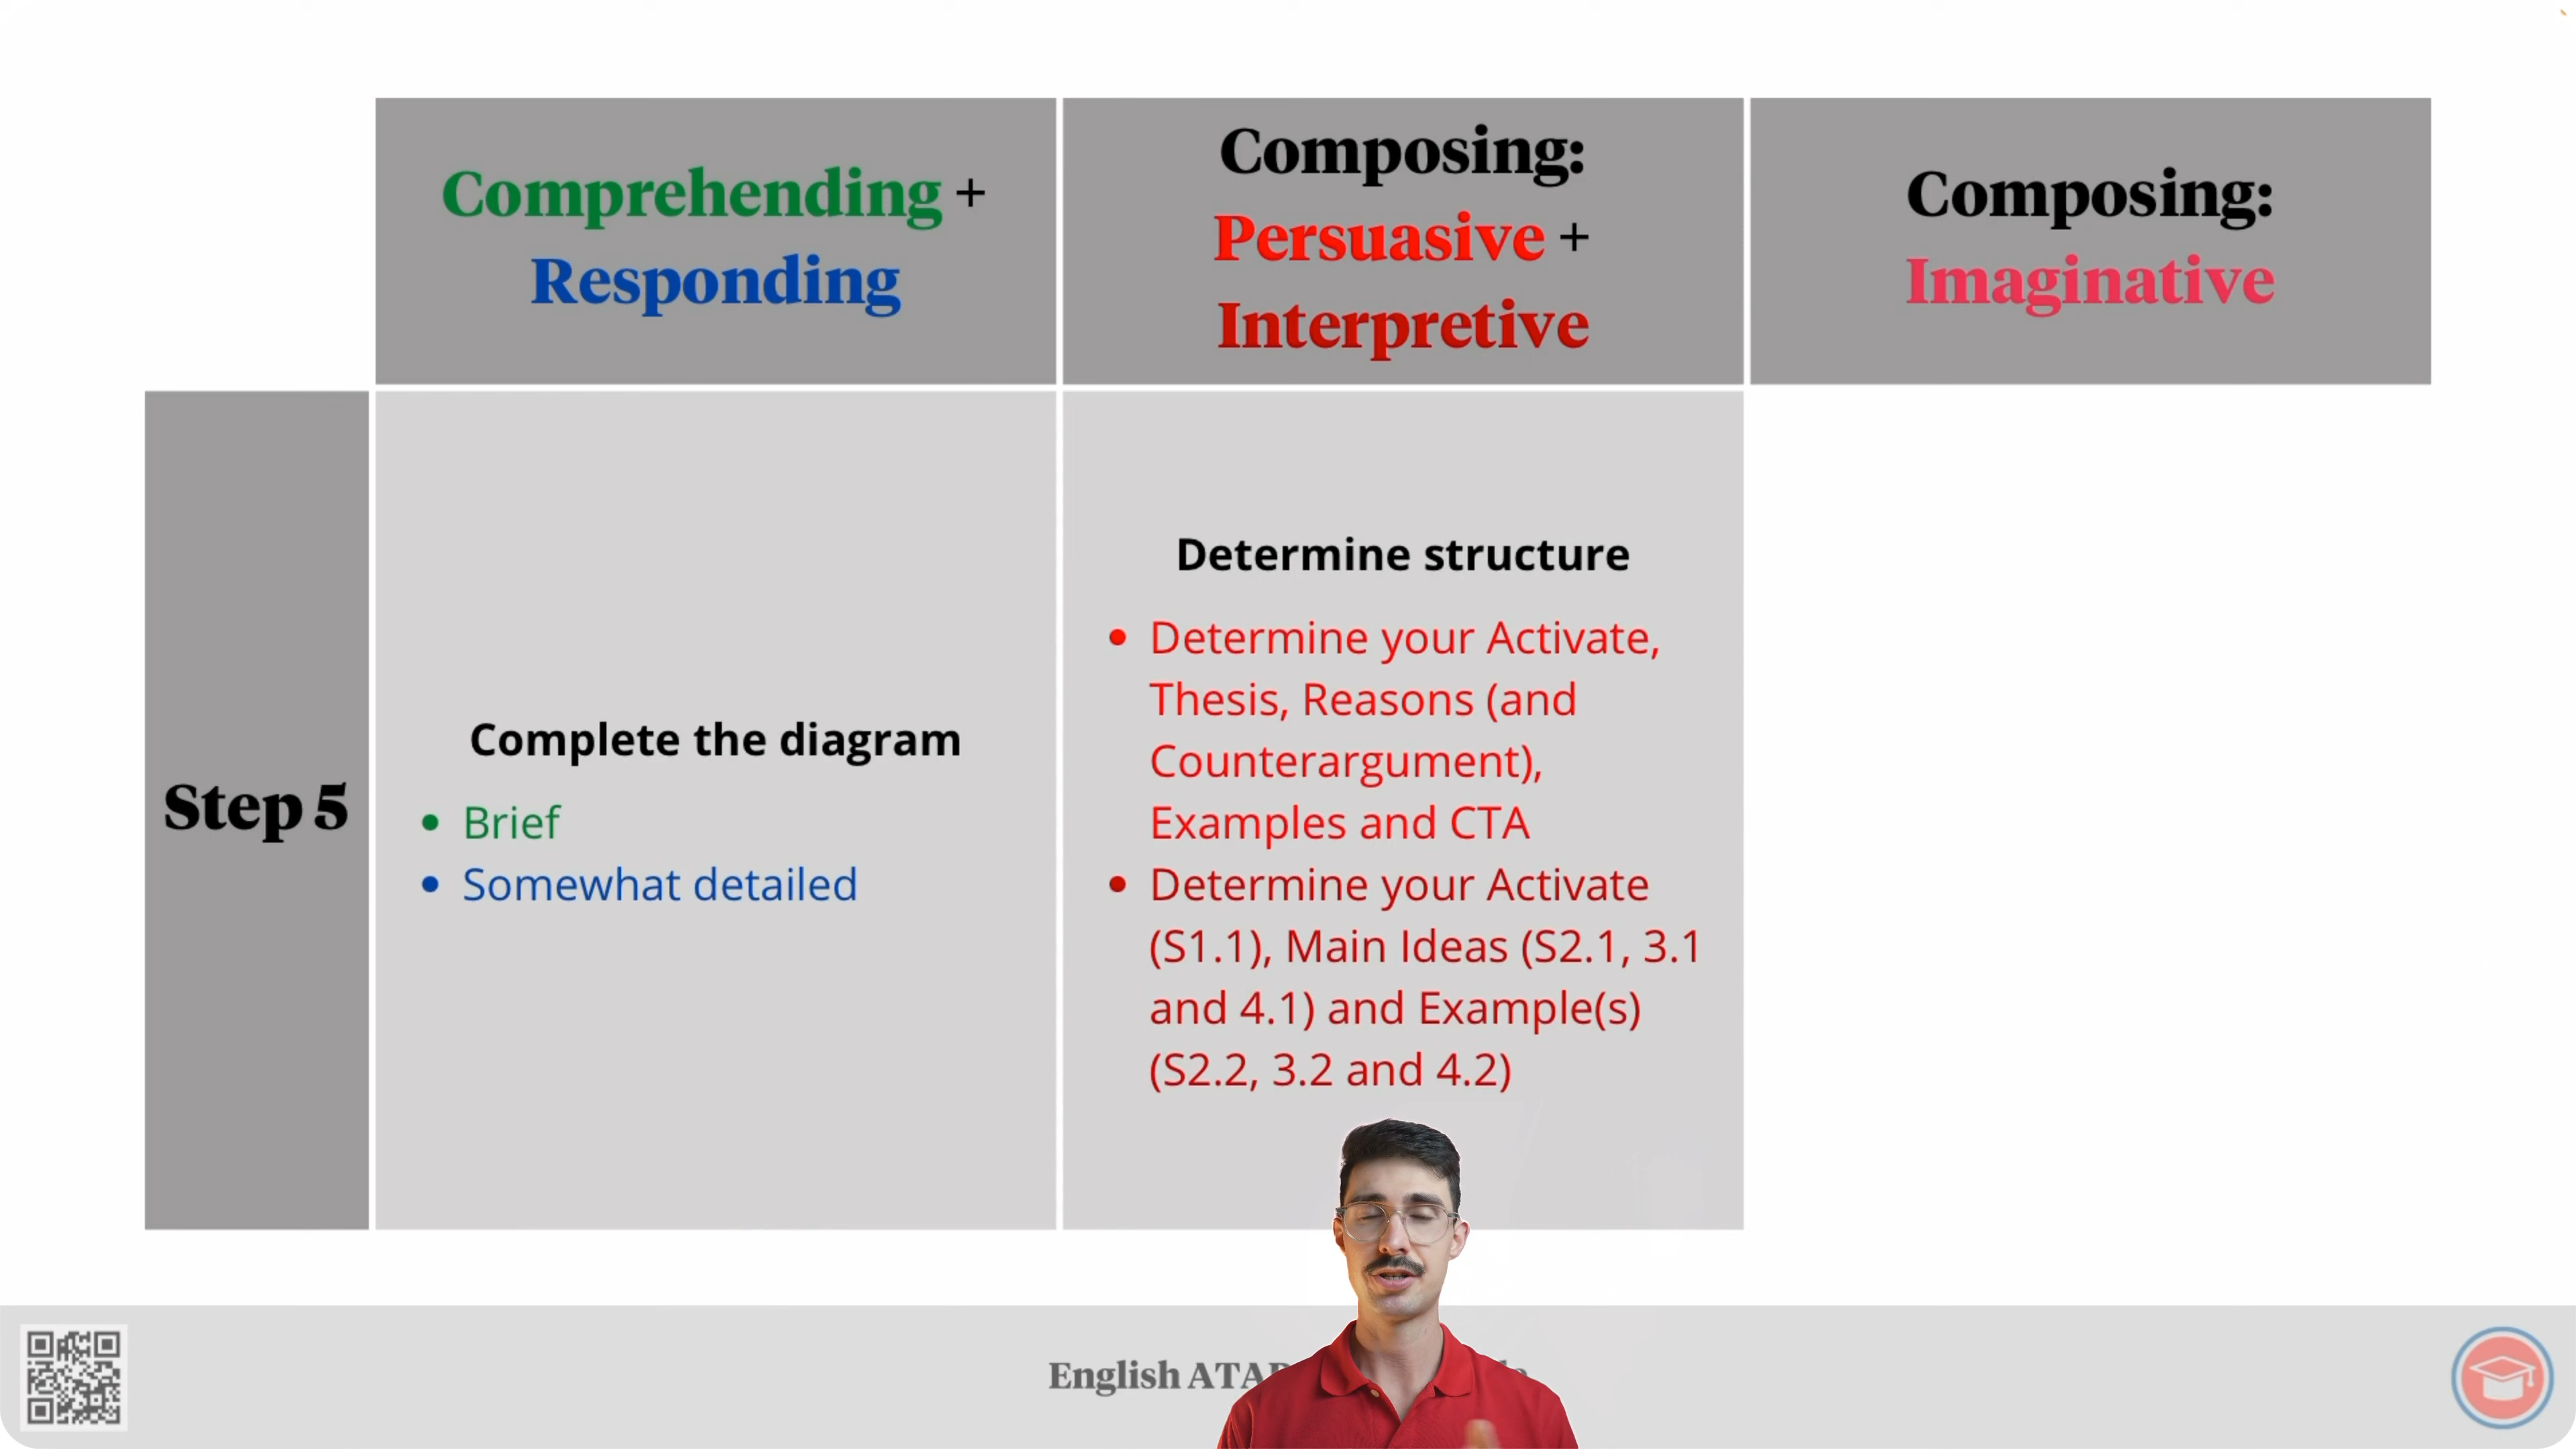 Comprehending +
Responding
Composing:
Persuasive +
Interpretive
Composing:
Imaginative
Step 5
Complete the diagram
• Brief
• Somewhat detailed
Determine structure
• Determine your Activate,
Thesis, Reasons (and
Counterargument),
Examples and CTA
• Determine your Activate
(S1.1), Main Ideas (S2.1, 3.1
and 4.1) and Example(s)
(S2.2, 3.2 and 4.2)
English